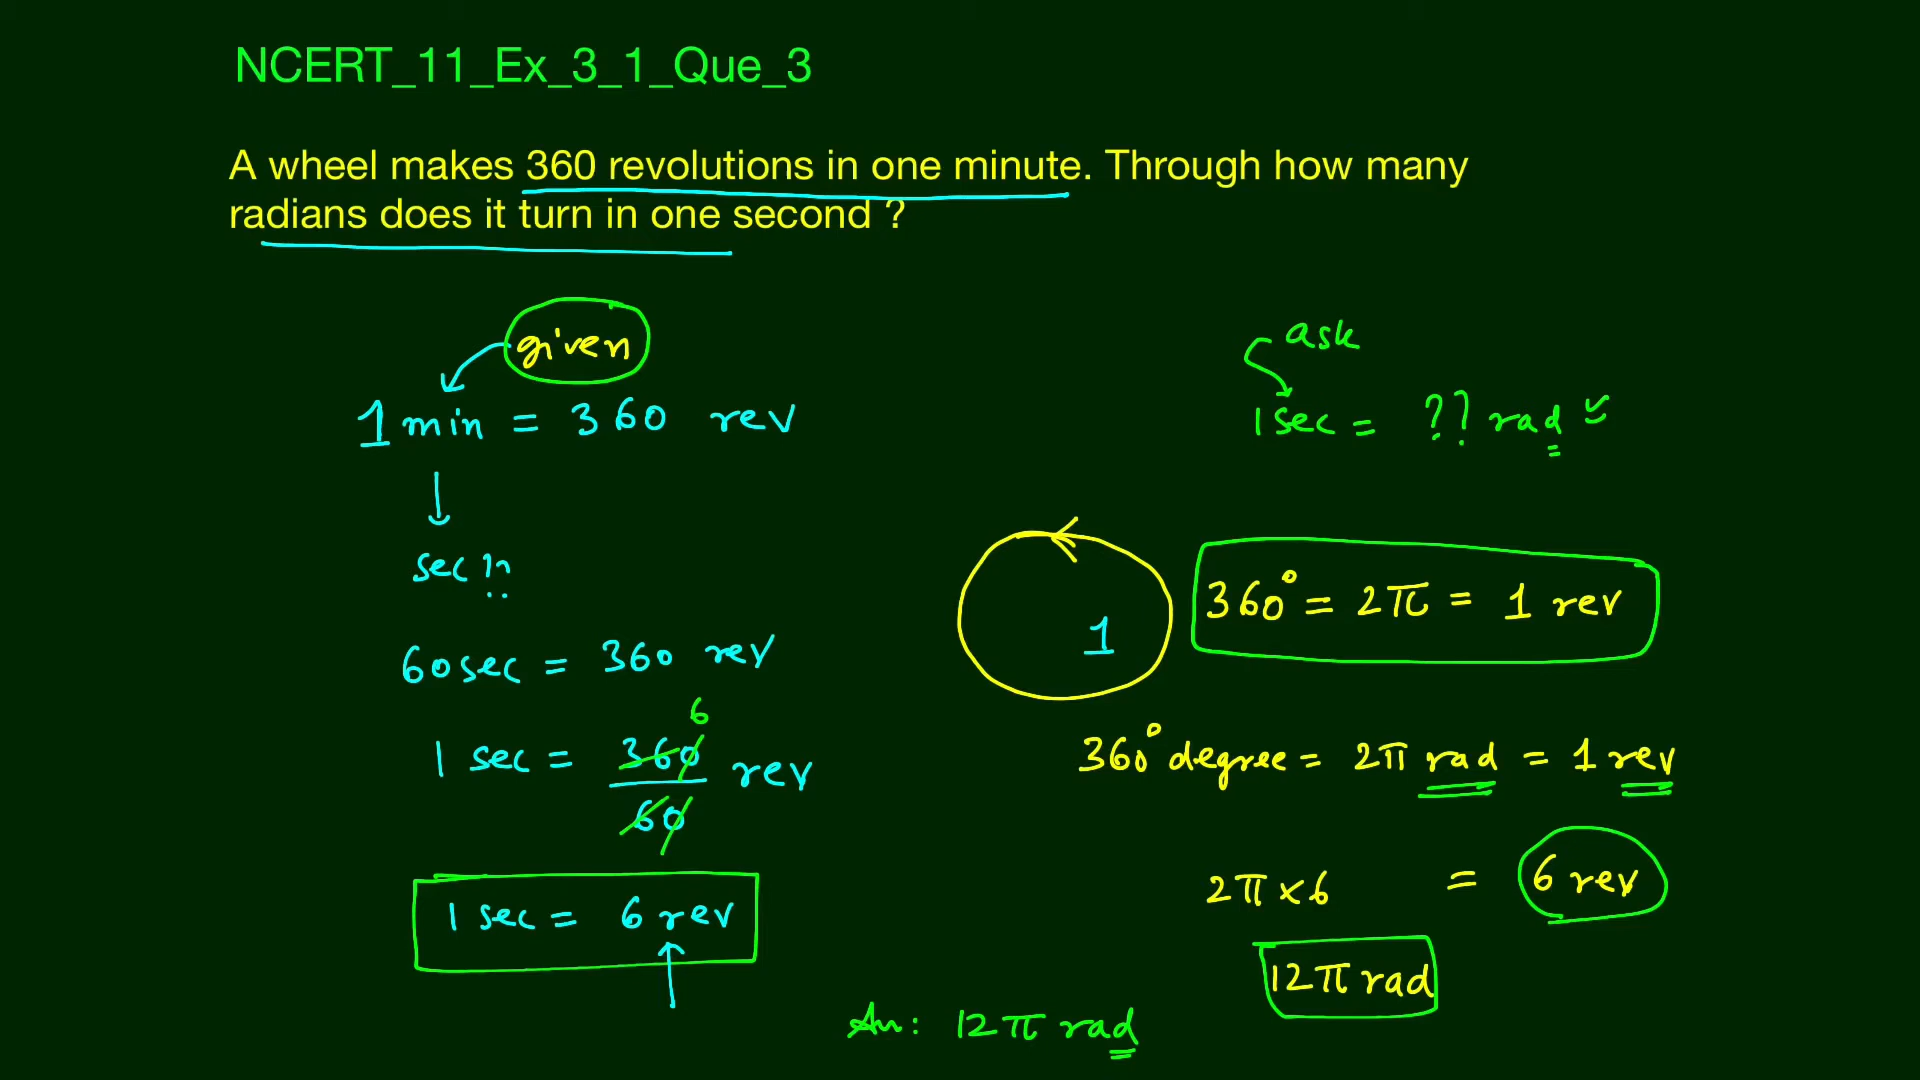 NCERT_11_Ex_3_1_Que_3
A wheel makes 360 revolutions in one minute. Through how many
radians does it turn in one second ?
given
1 min = 360 rev
sec ??
60 sec = 360 rev
6
1 sec = 360/60 rev
1 sec = 6 rev
ask
1 sec = ?? rad
1
360° = 2π = 1 rev
360° degree = 2π rad = 1 rev
2π × 6 = 6 rev
12π rad
An: 12π rad